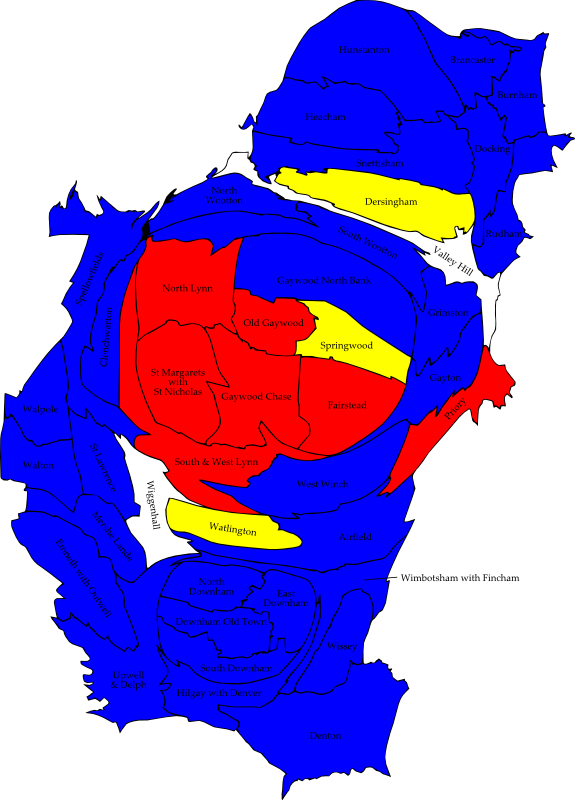 Hunstanton
Brancaster
Burnham
Heacham
Docking
Snettisham
North
Wootton
Dersingham
Rudham
South Wootton
Valley Hill
Spellowfields
Clenchwarton
North Lynn
Gaywood North Bank
Old Gaywood
Grimston
Springwood
St Margarets
with
St Nicholas
Gaywood Chase
Fairstead
Gayton
Priory
Walpole
Walton
St Lawrence
South & West Lynn
West Winch
Wiggenhall
Mershe Lande
Watlington
Airfield
Emneth with Outwell
Wimbotsham with Fincham
North
Downham
East
Downham
Downham Old Town
Wissey
South Downham
Upwell
& Delph
Hilgay with Denver
Denton